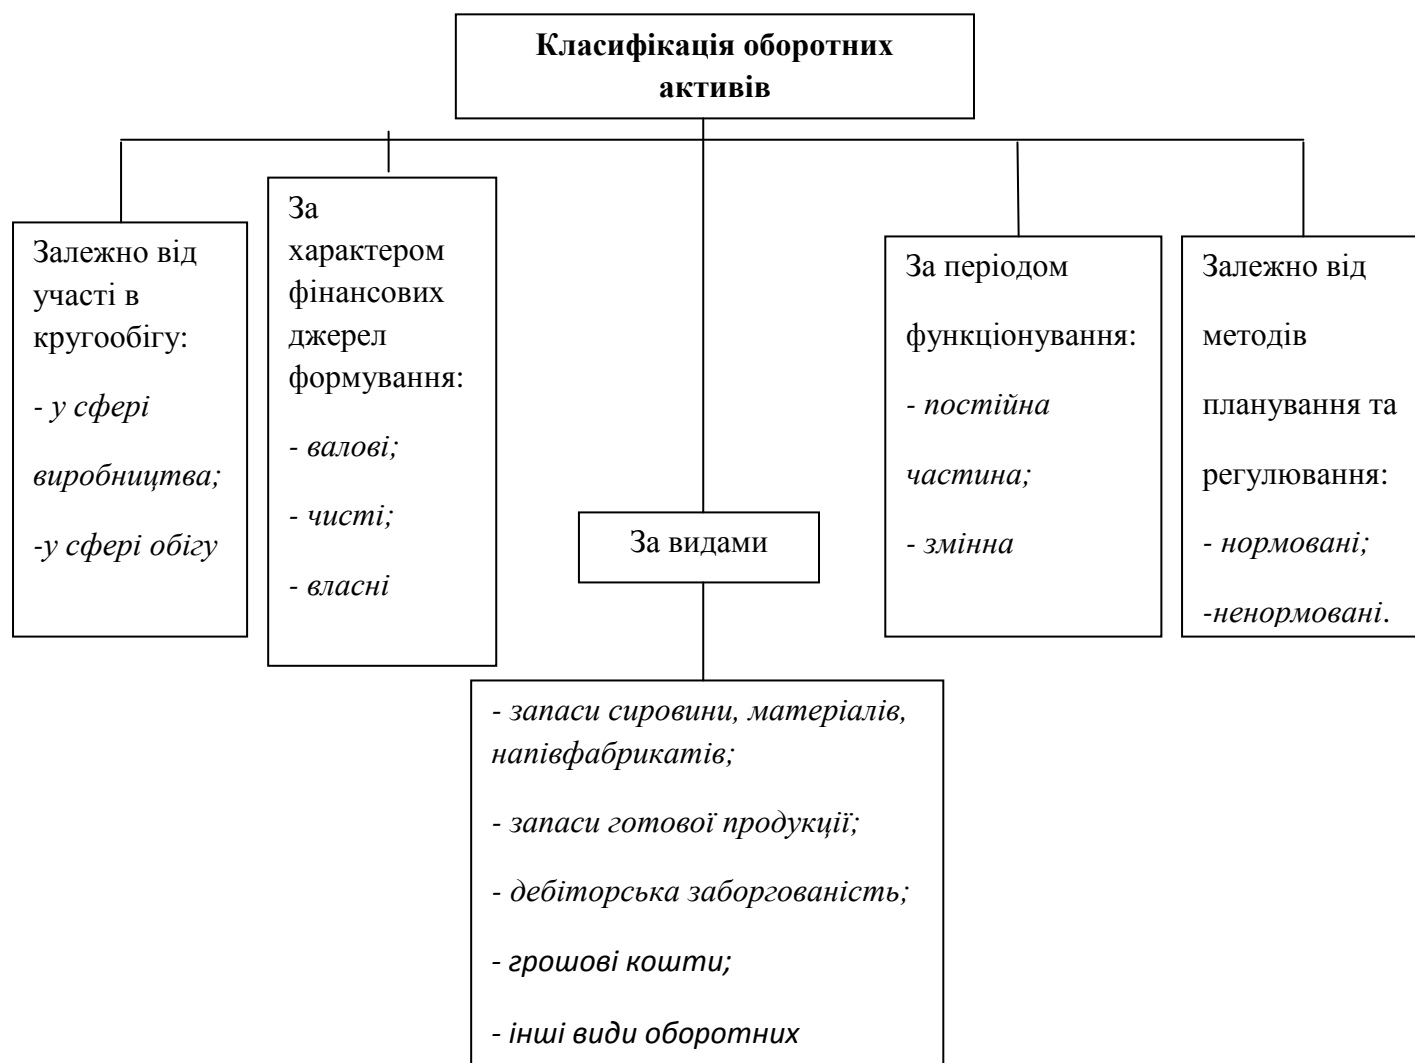 Класифікація оборотних
активів
Залежно від
участі в
кругообігу:
- у сфері
виробництва;
-у сфері обігу
За
характером
фінансових
джерел
формування:
- валові;
- чисті;
- власні
За видами
- запаси сировини, матеріалів,
напівфабрикатів;
- запаси готової продукції;
- дебіторська заборгованість;
- грошові кошти;
- інші види оборотних
За періодом
функціонування:
- постійна
частина;
- змінна
Залежно від
методів
планування та
регулювання:
- нормовані;
-ненормовані.